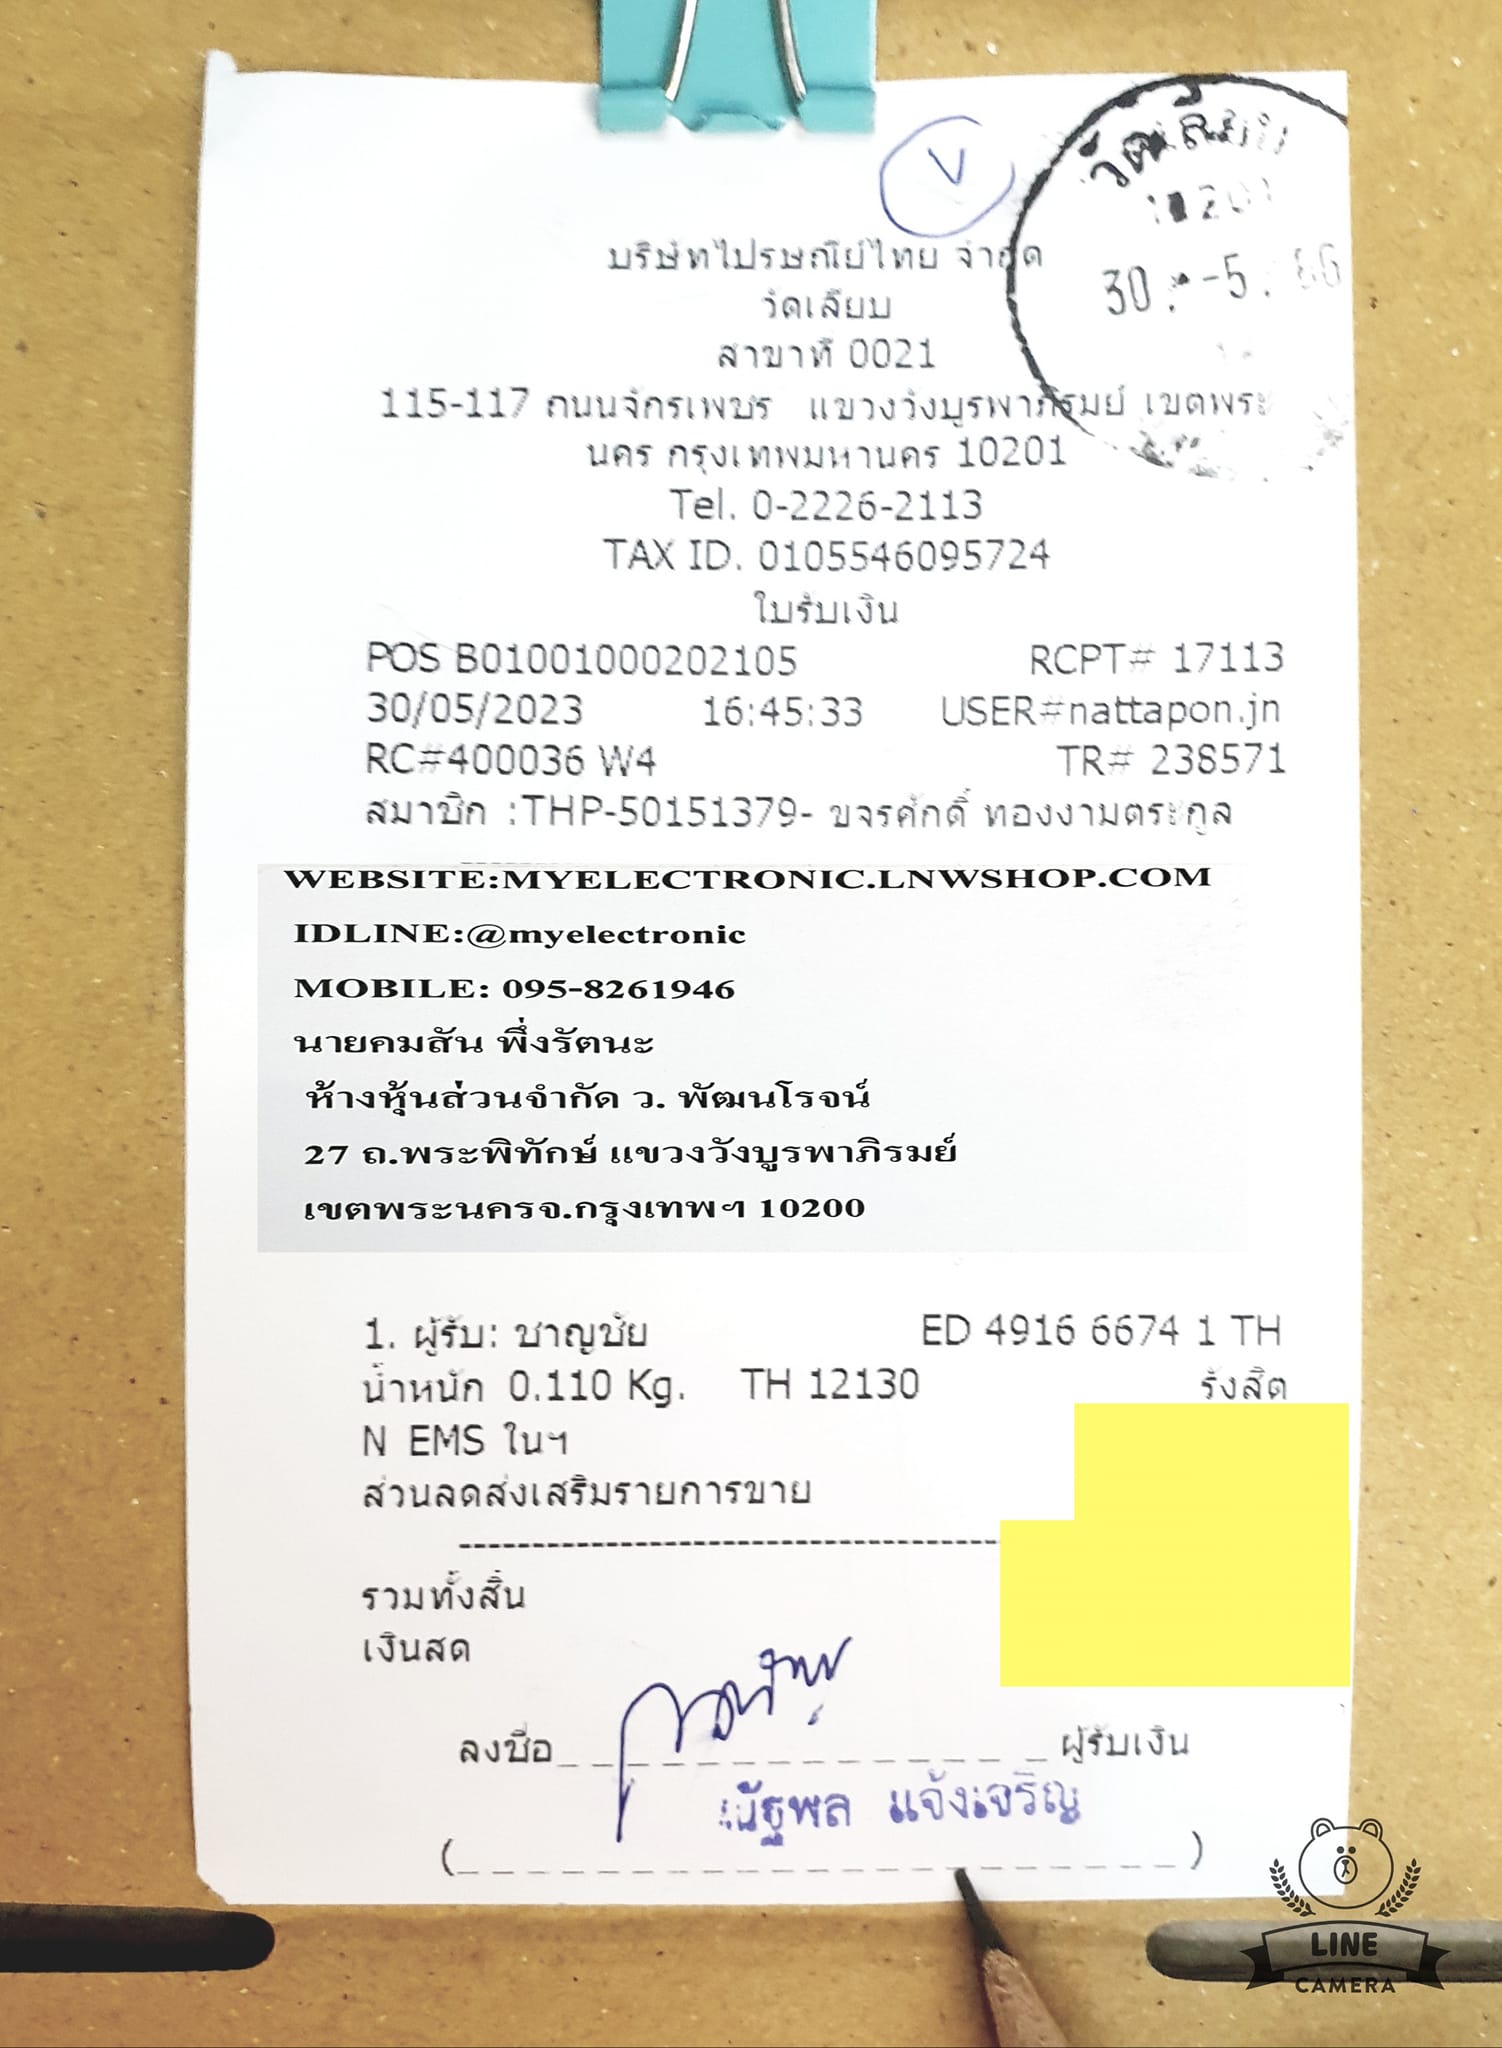 V
วัดเลียบ
30 -5. 66
บริษัทไปรษณีย์ไทย จำกัด
วัดเลียบ
สาขาที่ 0021
115-117 ถนนจักรเพชร แขวงวังบูรพาภิรมย์ เขตพระ
นคร กรุงเทพมหานคร 10201
Tel. 0-2226-2113
TAX ID. 0105546095724
ใบรับเงิน
POS B01001000202105 RCPT# 17113
30/05/2023 16:45:33 USER#nattapon.jn
RC#400036 W4 TR# 238571
สมาชิก :THP-50151379- ขจรศักดิ์ ทองงามตระกูล
WEBSITE:MYELECTRONIC.LNWSHOP.COM
IDLINE:@myelectronic
MOBILE: 095-8261946
นายคมสัน พึ่งรัตนะ
ห้างหุ้นส่วนจำกัด ว. พัฒนโรจน์
27 ถ.พระพิทักษ์ แขวงวังบูรพาภิรมย์
เขตพระนครจ.กรุงเทพฯ 10200
1. ผู้รับ: ชาญชัย ED 4916 6674 1 TH
น้ำหนัก 0.110 Kg. TH 12130 รังสิต
N EMS ในฯ
ส่วนลดส่งเสริมรายการขาย
รวมทั้งสิ้น
เงินสด
ลงชื่อ ผู้รับเงิน
ณัฐพล แจ้งเจริญ
LINE
CAMERA